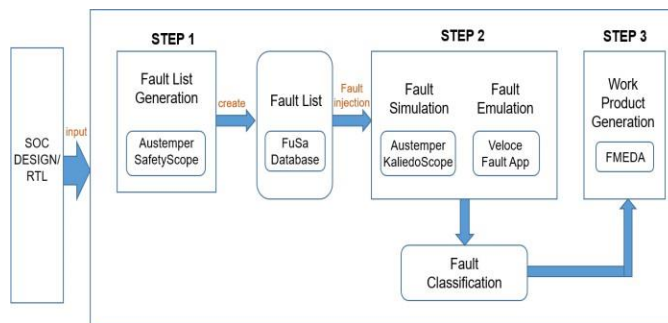 SOC
DESIGN/
RTL
input
STEP 1
Fault List
Generation
Austemper
SafetyScope
create
Fault List
FuSa
Database
Fault
injection
STEP 2
Fault
Simulation
Austemper
KaliedoScope
Fault
Emulation
Veloce
Fault App
Fault
Classification
STEP 3
Work
Product
Generation
FMEDA